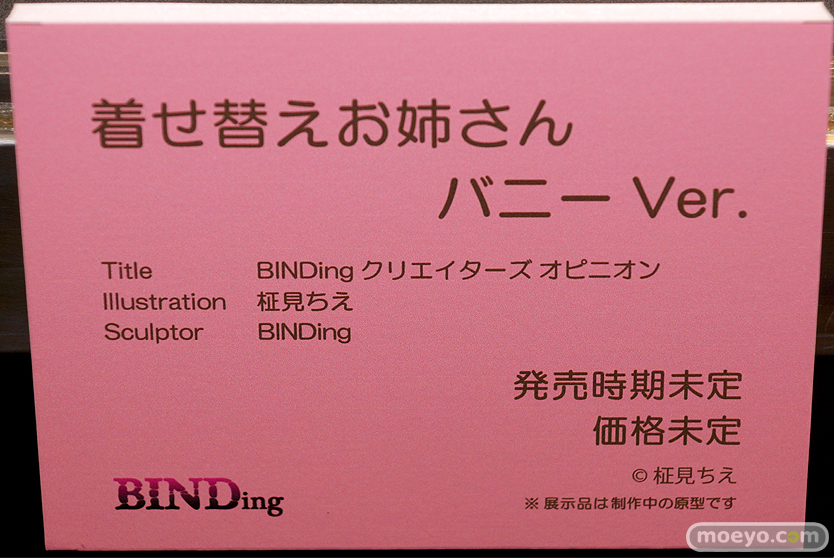 着せ替えお姉さん
バニー Ver.
Title BINDing クリエイターズ オピニオン
Illustration 柾見ちえ
Sculptor BINDing
発売時期未定
価格未定
© 柾見ちえ
BINDing
※ 展示品は制作中の原型です
moeyo.com